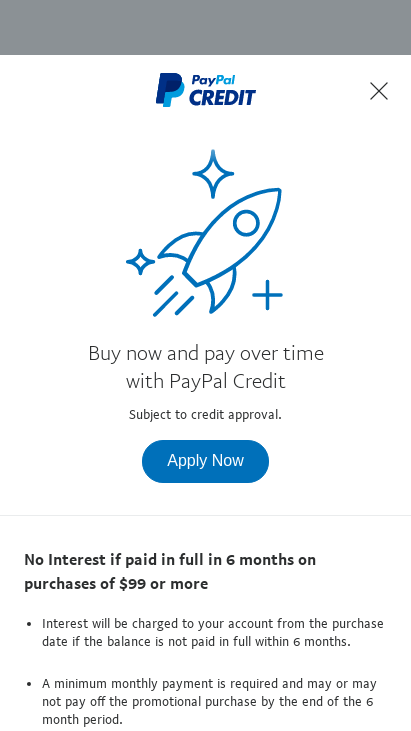 PayPal
CREDIT
Buy now and pay over time
with PayPal Credit
Subject to credit approval.
Apply Now
No Interest if paid in full in 6 months on
purchases of $99 or more
• Interest will be charged to your account from the purchase
date if the balance is not paid in full within 6 months.
• A minimum monthly payment is required and may or may
not pay off the promotional purchase by the end of the 6
month period.